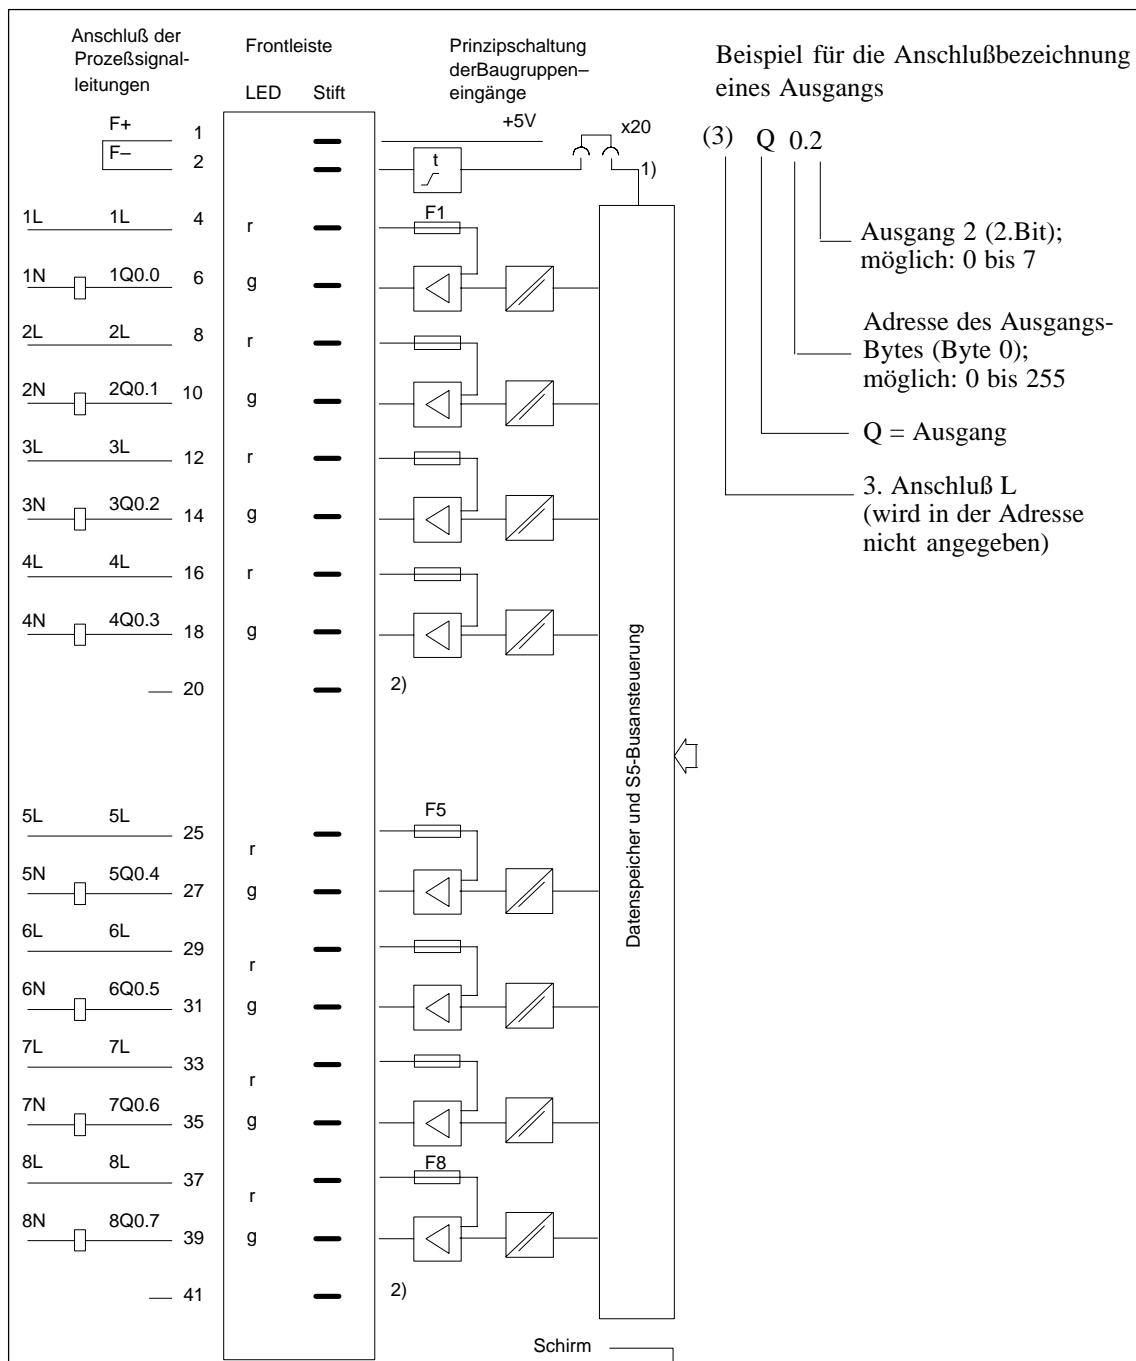 Anschluß der
Prozeßsignal-
leitungen
Frontleiste
LED Stift
Prinzipschaltung
derBaugruppen–
eingänge
Beispiel für die Anschlußbezeichnung
eines Ausgangs
(3) Q 0.2
Ausgang 2 (2.Bit);
möglich: 0 bis 7
Adresse des Ausgangs-
Bytes (Byte 0);
möglich: 0 bis 255
Q = Ausgang
3. Anschluß L
(wird in der Adresse
nicht angegeben)
F+ 1 +5V x20
F– 2 t 1)
1L 1L 4 r F1
1N 1Q0.0 6 g
2L 2L 8 r
2N 2Q0.1 10 g
3L 3L 12 r
3N 3Q0.2 14 g
4L 4L 16 r
4N 4Q0.3 18 g
20 2)
Datenspeicher und S5-Busansteuerung
5L 5L 25 r F5
5N 5Q0.4 27 g
6L 6L 29 r
6N 6Q0.5 31 g
7L 7L 33 r
7N 7Q0.6 35 g
8L 8L 37 r F8
8N 8Q0.7 39 g
41 2)
Schirm